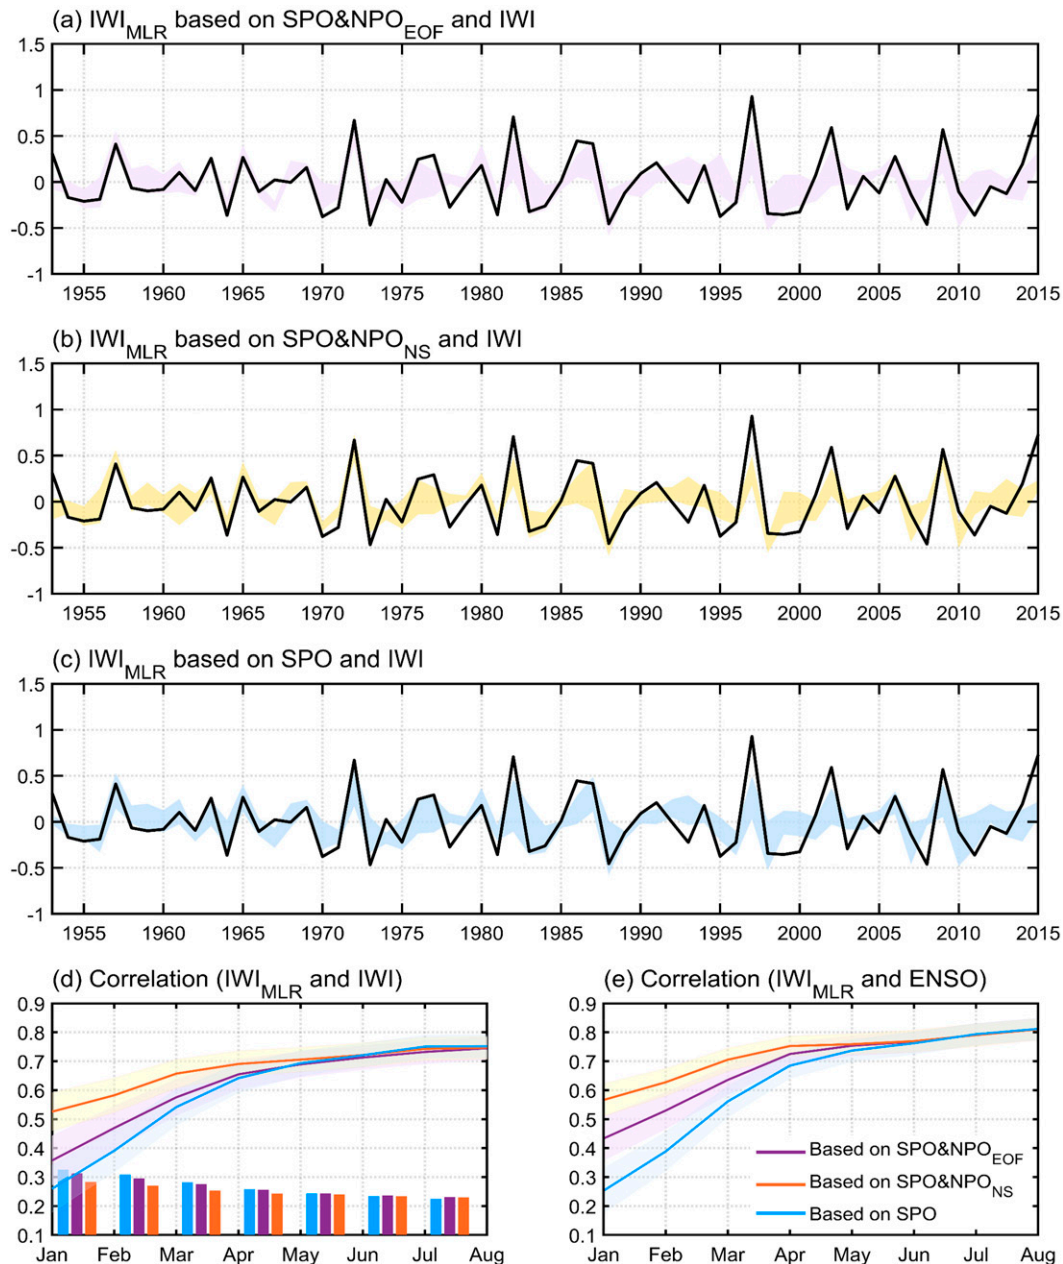 (a) IWI_MLR based on SPO&NPO_EOF and IWI
1.5
1
0.5
0
-0.5
-1
1955 1960 1965 1970 1975 1980 1985 1990 1995 2000 2005 2010 2015
(b) IWI_MLR based on SPO&NPO_NS and IWI
1.5
1
0.5
0
-0.5
-1
1955 1960 1965 1970 1975 1980 1985 1990 1995 2000 2005 2010 2015
(c) IWI_MLR based on SPO and IWI
1.5
1
0.5
0
-0.5
-1
1955 1960 1965 1970 1975 1980 1985 1990 1995 2000 2005 2010 2015
(d) Correlation (IWI_MLR and IWI)
0.9
0.8
0.7
0.6
0.5
0.4
0.3
0.2
0.1
Jan Feb Mar Apr May Jun Jul Aug
(e) Correlation (IWI_MLR and ENSO)
0.9
0.8
0.7
0.6
0.5
0.4
0.3
0.2
0.1
Based on SPO&NPO_EOF
Based on SPO&NPO_NS
Based on SPO
Jan Feb Mar Apr May Jun Jul Aug